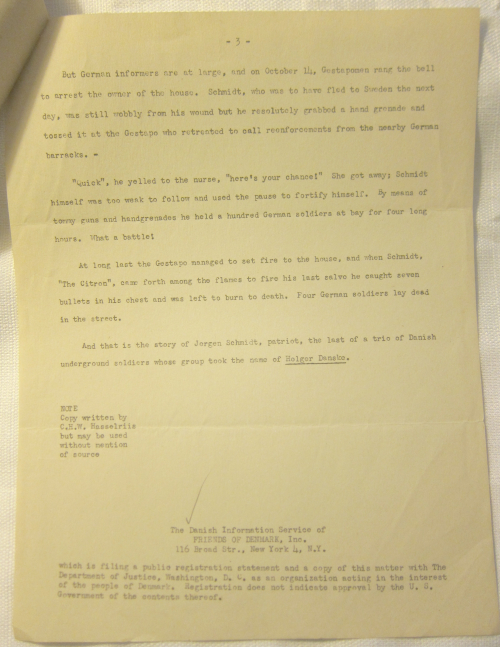 - 3 -
But German informers are at large, and on October 14, Gestapomen rang the bell
to arrest the owner of the house. Schmidt, who was to have fled to Sweden the next
day, was still wobbly from his wound but he resolutely grabbed a hand grenade and
tossed it at the Gestapo who retreated to call reenforcements from the nearby German
barracks. -
"Quick", he yelled to the nurse, "here's your chance!" She got away; Schmidt
himself was too weak to follow and used the pause to fortify himself. By means of
tommy guns and handgrenades he held a hundred German soldiers at bay for four long
hours. What a battle!
At long last the Gestapo managed to set fire to the house, and when Schmidt,
"The Citron", came forth among the flames to fire his last salvo he caught seven
bullets in his chest and was left to burn to death. Four German soldiers lay dead
in the street.
And that is the story of Jørgen Schmidt, patriot, the last of a trio of Danish
underground soldiers whose group took the name of Holger Danske.
Copy written by
C.H.W. Hasselriis
but may be used
without mention
of source
The Danish Information Service of
FRIENDS OF DENMARK, Inc.
116 Broad Str., New York 4, N.Y.
which is filing a public registration statement and a copy of this matter with The
Department of Justice, Washington, D. C. as an organization acting in the interest
of the people of Denmark. Registration does not indicate approval by the U. S.
Government of the contents thereof.